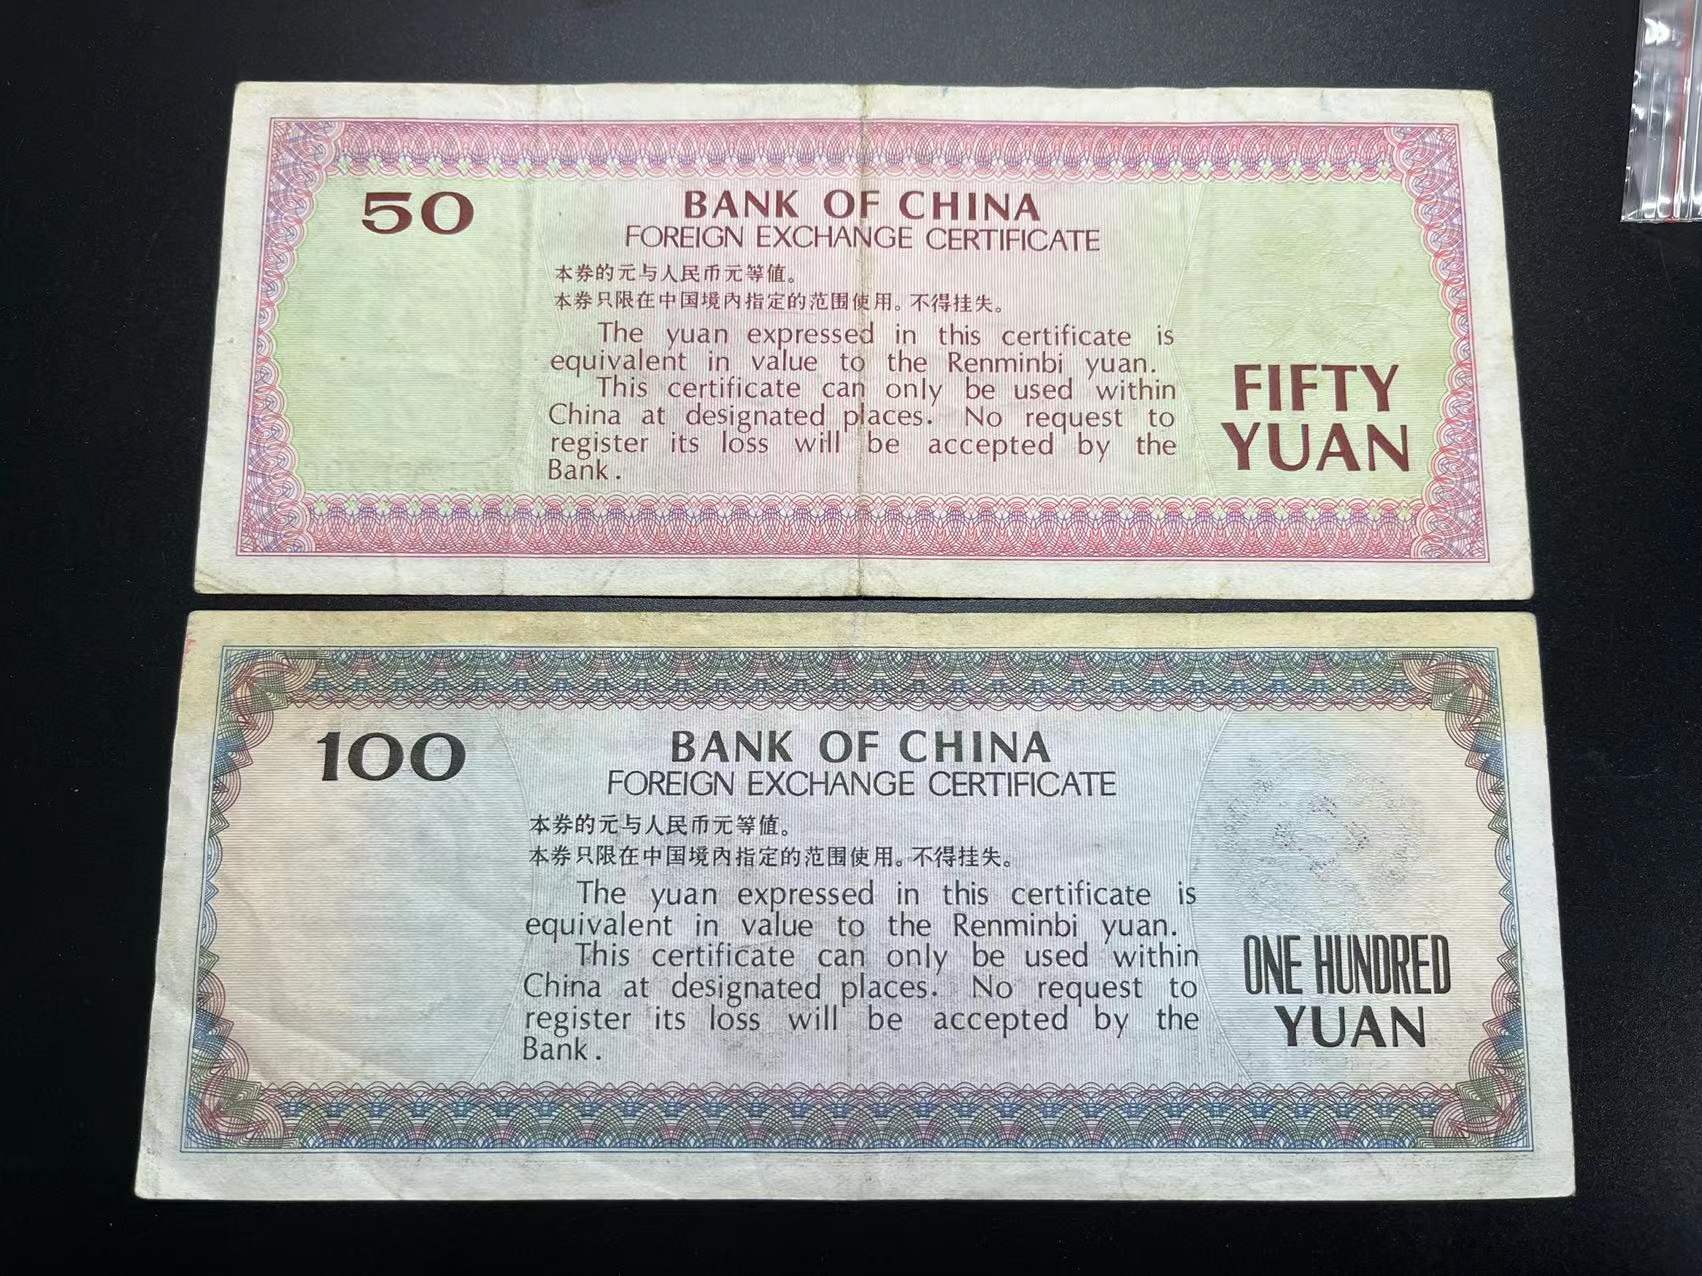 50
BANK OF CHINA
FOREIGN EXCHANGE CERTIFICATE
本券的元与人民币元等值。
本券只限在中国境内指定的范围使用。不得挂失。
The yuan expressed in this certificate is
equivalent in value to the Renminbi yuan.
This certificate can only be used within
China at designated places. No request to
register its loss will be accepted by the
Bank.
FIFTY
YUAN
100
BANK OF CHINA
FOREIGN EXCHANGE CERTIFICATE
本券的元与人民币元等值。
本券只限在中国境内指定的范围使用。不得挂失。
The yuan expressed in this certificate is
equivalent in value to the Renminbi yuan.
This certificate can only be used within
China at designated places. No request to
register its loss will be accepted by the
Bank.
ONE HUNDRED
YUAN